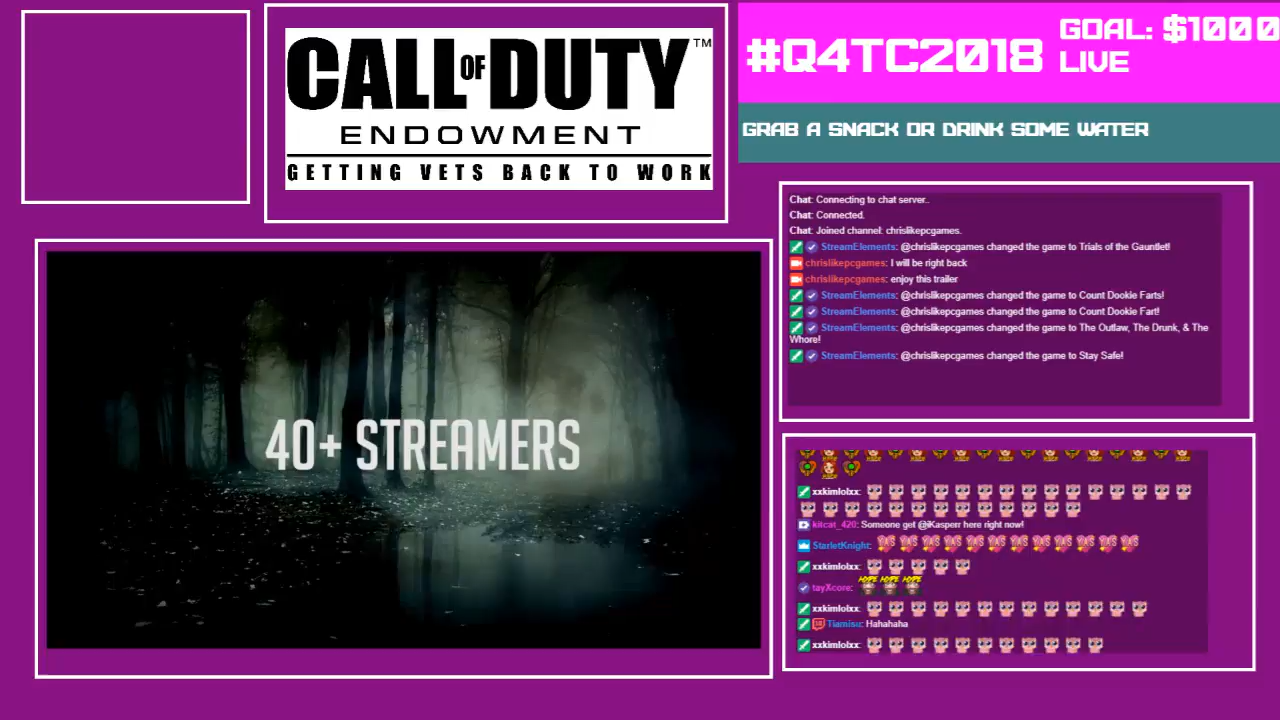 CALL OF DUTY™
ENDOWMENT
GETTING VETS BACK TO WORK
#Q4TC2018
GOAL: $1000
LIVE
GRAB A SNACK OR DRINK SOME WATER
Chat: Connecting to chat server..
Chat: Connected.
Chat: Joined channel: chrislikepcgames.
StreamElements: @chrislikepcgames changed the game to Trials of the Gauntlet!
chrislikepcgames: I will be right back
chrislikepcgames: enjoy this trailer
StreamElements: @chrislikepcgames changed the game to Count Dookie Farts!
StreamElements: @chrislikepcgames changed the game to Count Dookie Fart!
StreamElements: @chrislikepcgames changed the game to The Outlaw, The Drunk, & The
Whore!
StreamElements: @chrislikepcgames changed the game to Stay Safe!
40+ STREAMERS
xxkimlolxx:
kitcat_420: Someone get @iKasperr here right now!
StarletKnight:
xxkimlolxx:
tayXcore: HYPE HYPE HYPE
xxkimlolxx:
Tiamisu: Hahahaha
xxkimlolxx: